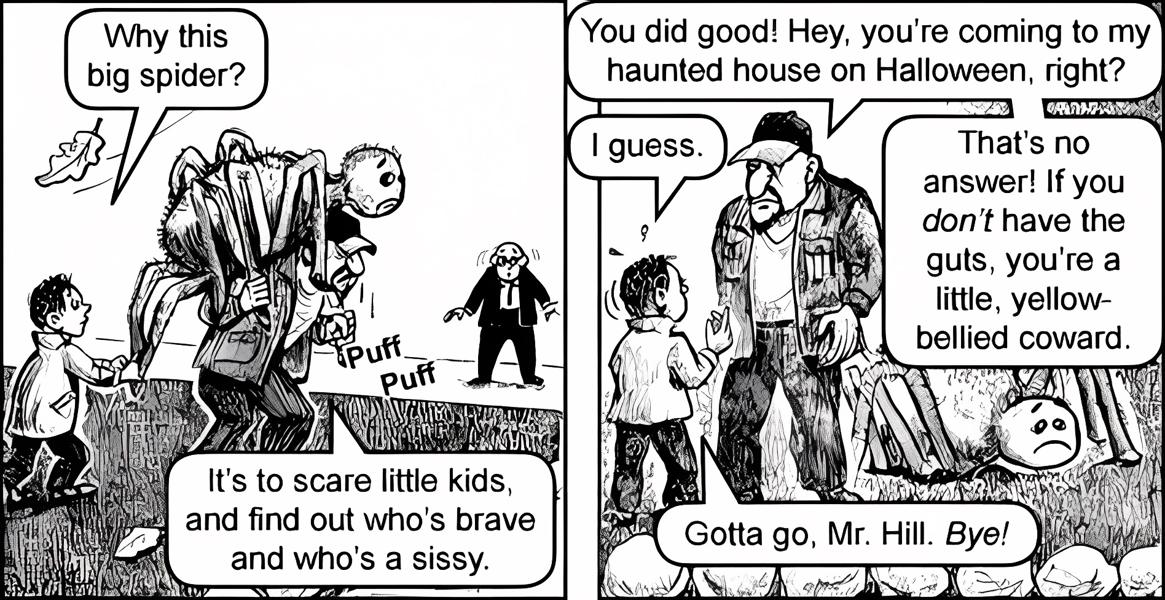 Why this
big spider?
Puff
Puff
It's to scare little kids,
and find out who's brave
and who's a sissy.
You did good! Hey, you're coming to my
haunted house on Halloween, right?
I guess.
That's no
answer! If you
don't have the
guts, you're a
little, yellow-
bellied coward.
Gotta go, Mr. Hill. Bye!